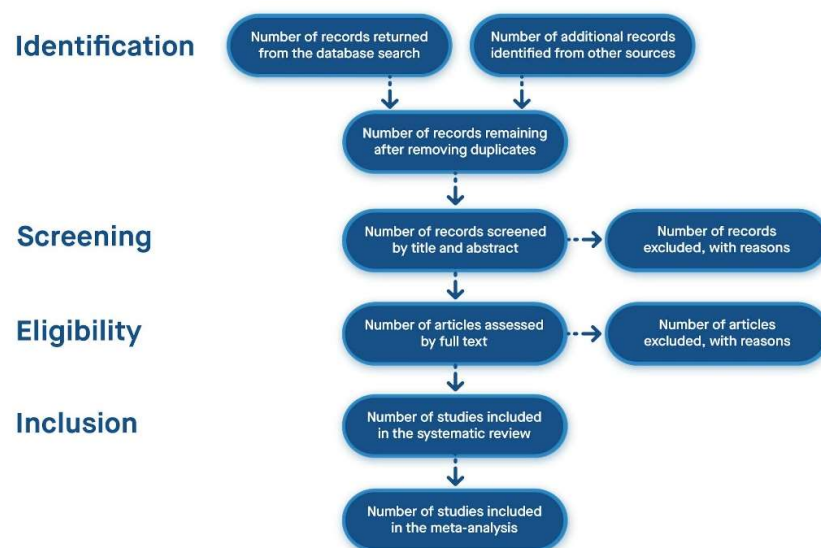 Identification
Number of records returned
from the database search
Number of additional records
identified from other sources
Number of records remaining
after removing duplicates
Screening
Number of records screened
by title and abstract
Number of records
excluded, with reasons
Eligibility
Number of articles assessed
by full text
Number of articles
excluded, with reasons
Inclusion
Number of studies included
in the systematic review
Number of studies included
in the meta-analysis